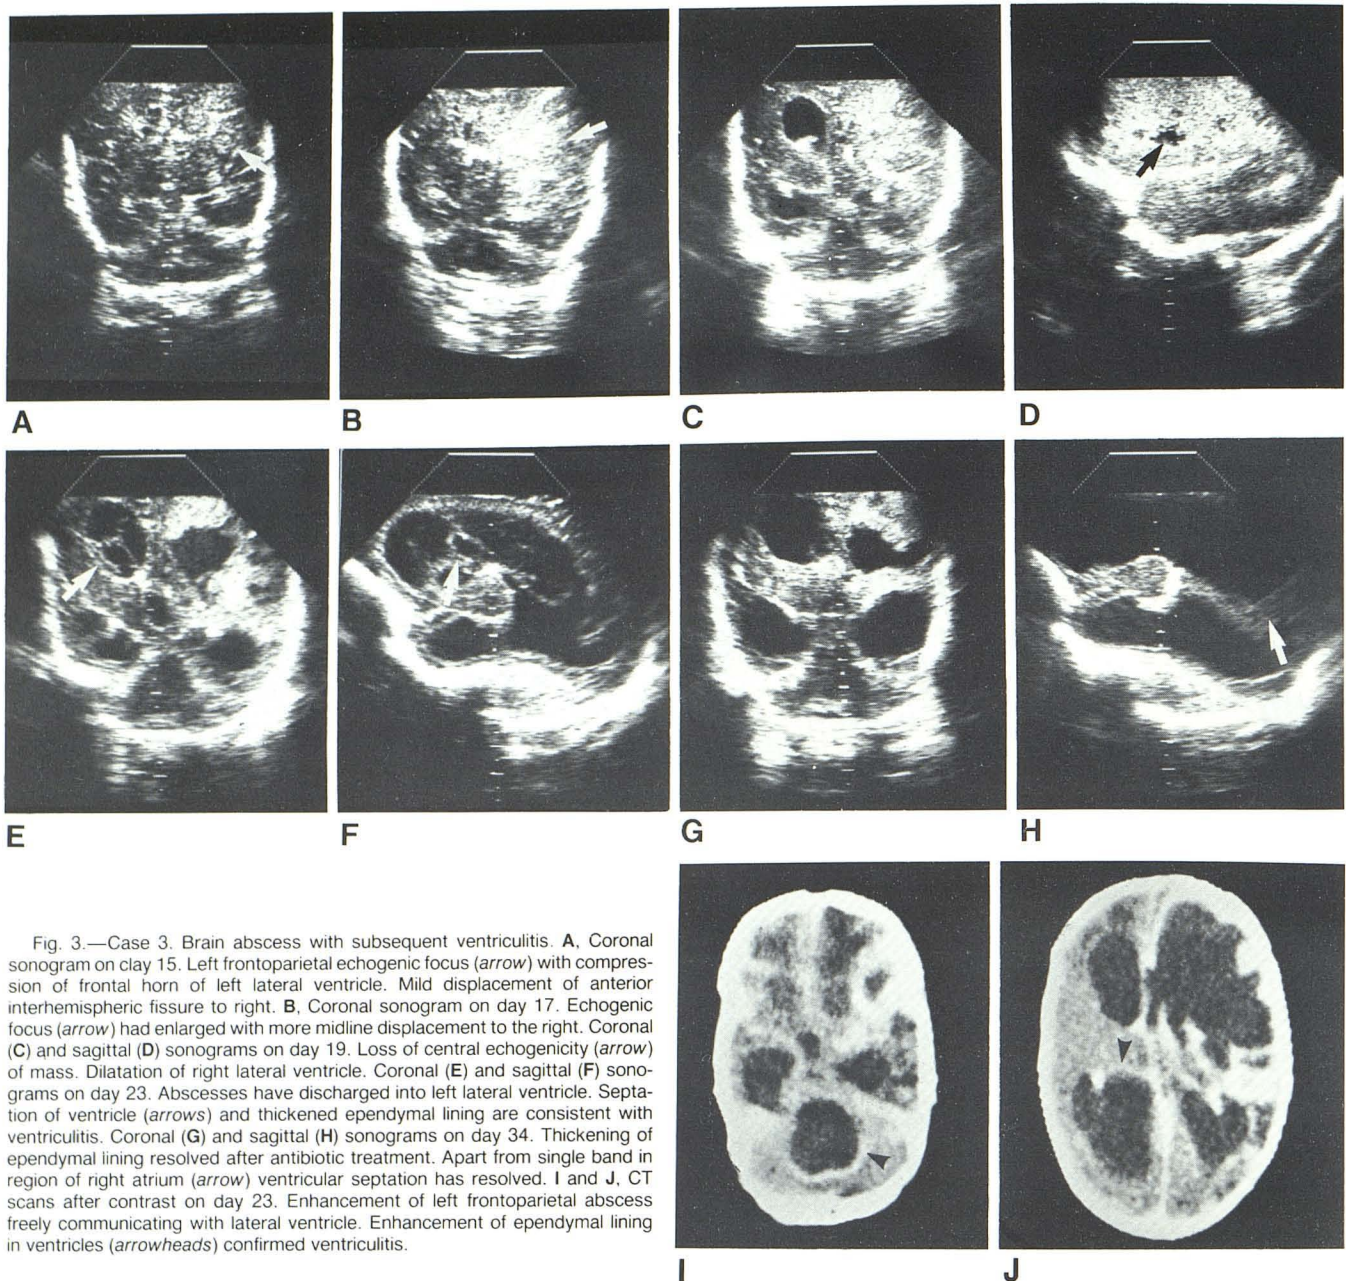 A
B
C
D
E
F
G
H
Fig. 3.—Case 3. Brain abscess with subsequent ventriculitis. A, Coronal
sonogram on clay 15. Left frontoparietal echogenic focus (arrow) with compres-
sion of frontal horn of left lateral ventricle. Mild displacement of anterior
interhemispheric fissure to right. B, Coronal sonogram on day 17. Echogenic
focus (arrow) had enlarged with more midline displacement to the right. Coronal
(C) and sagittal (D) sonograms on day 19. Loss of central echogenicity (arrow)
of mass. Dilatation of right lateral ventricle. Coronal (E) and sagittal (F) sono-
grams on day 23. Abscesses have discharged into left lateral ventricle. Septa-
tion of ventricle (arrows) and thickened ependymal lining are consistent with
ventriculitis. Coronal (G) and sagittal (H) sonograms on day 34. Thickening of
ependymal lining resolved after antibiotic treatment. Apart from single band in
region of right atrium (arrow) ventricular septation has resolved. I and J, CT
scans after contrast on day 23. Enhancement of left frontoparietal abscess
freely communicating with lateral ventricle. Enhancement of ependymal lining
in ventricles (arrowheads) confirmed ventriculitis.
I
J